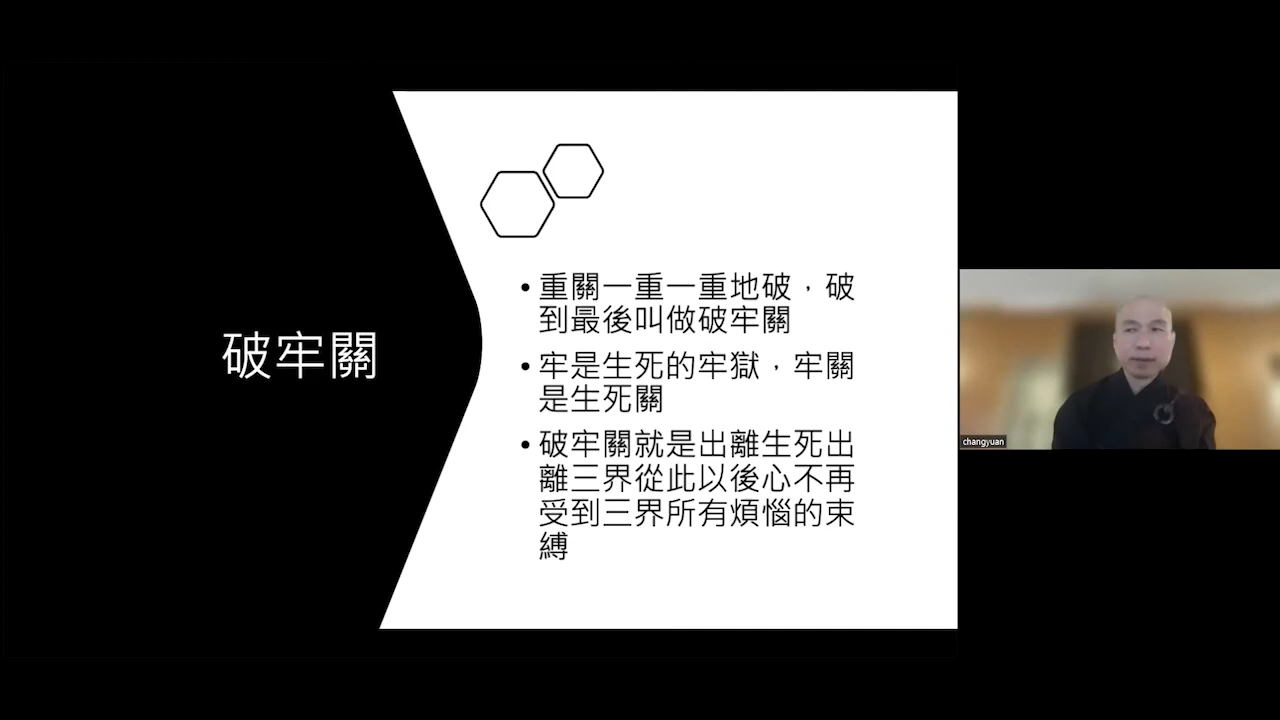 破牢關
• 重關一重一重地破，破
到最後叫做破牢關
• 牢是生死的牢獄，牢關
是生死關
• 破牢關就是出離生死出
離三界從此以後心不再
受到三界所有煩惱的束
縛
changyuan